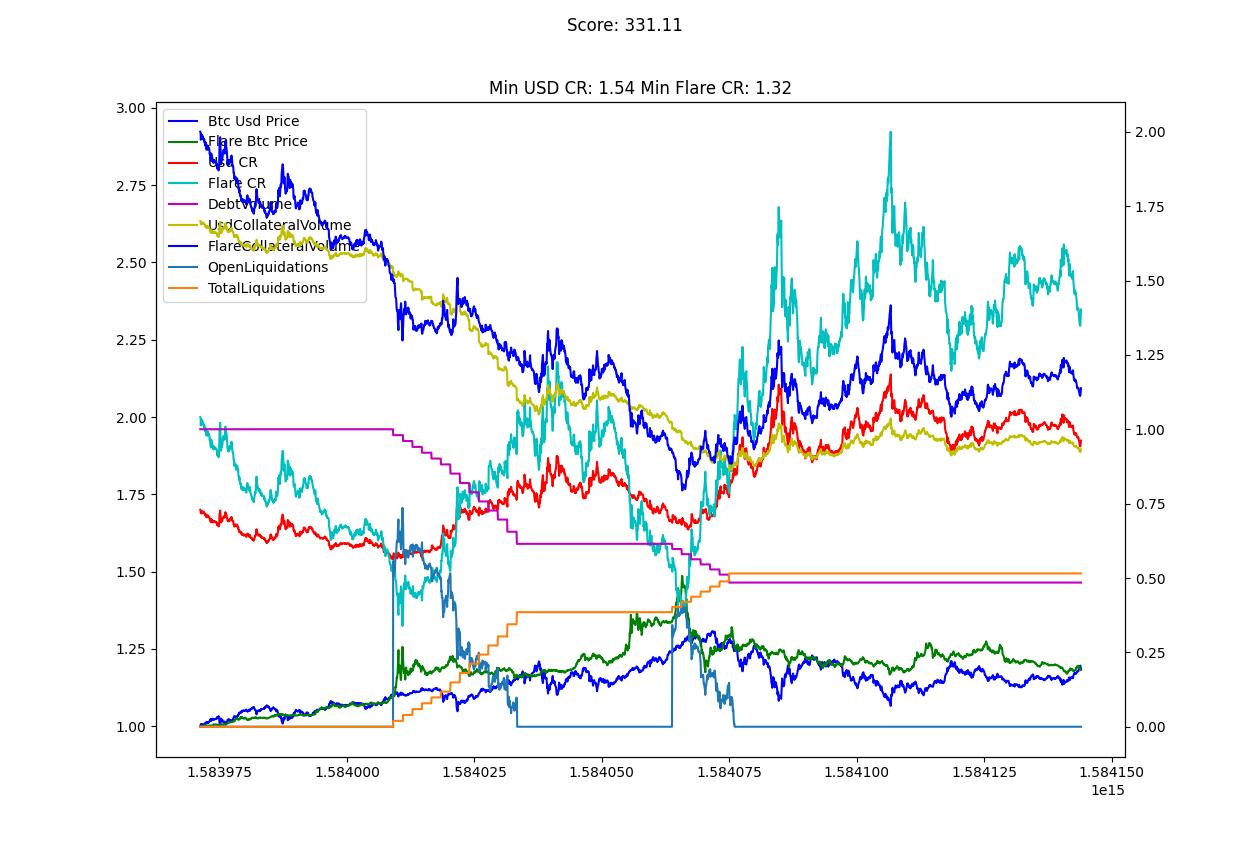 Score: 331.11
Min USD CR: 1.54 Min Flare CR: 1.32
Btc Usd Price
Flare Btc Price
Usd CR
Flare CR
DebtVolume
UsdCollateralVolume
FlareCollateralVolume
OpenLiquidations
TotalLiquidations
3.00
2.75
2.50
2.25
2.00
1.75
1.50
1.25
1.00
2.00
1.75
1.50
1.25
1.00
0.75
0.50
0.25
0.00
1.583975 1.584000 1.584025 1.584050 1.584075 1.584100 1.584125 1.584150
1e15